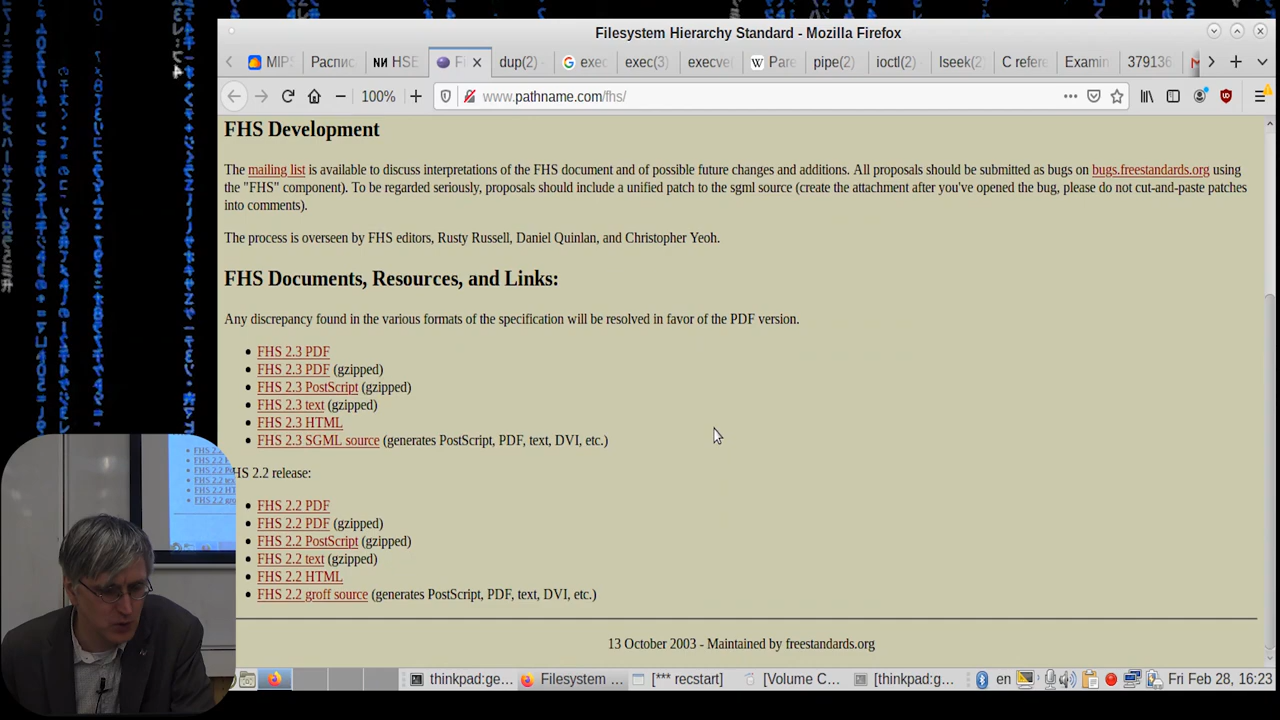 Filesystem Hierarchy Standard - Mozilla Firefox
MIPS Распис НИ HSE F dup(2) exec exec(3) execve Pare pipe(2) ioctl(2) lseek(2) C refere Examin 379136
100% www.pathname.com/fhs/
FHS Development
The mailing list is available to discuss interpretations of the FHS document and of possible future changes and additions. All proposals should be submitted as bugs on bugs.freestandards.org using
the "FHS" component). To be regarded seriously, proposals should include a unified patch to the sgml source (create the attachment after you've opened the bug, please do not cut-and-paste patches
into comments).
The process is overseen by FHS editors, Rusty Russell, Daniel Quinlan, and Christopher Yeoh.
FHS Documents, Resources, and Links:
Any discrepancy found in the various formats of the specification will be resolved in favor of the PDF version.
FHS 2.3 PDF
FHS 2.3 PDF (gzipped)
FHS 2.3 PostScript (gzipped)
FHS 2.3 text (gzipped)
FHS 2.3 HTML
FHS 2.3 SGML source (generates PostScript, PDF, text, DVI, etc.)
HS 2.2 release:
FHS 2.2 PDF
FHS 2.2 PDF (gzipped)
FHS 2.2 PostScript (gzipped)
FHS 2.2 text (gzipped)
FHS 2.2 HTML
FHS 2.2 groff source (generates PostScript, PDF, text, DVI, etc.)
13 October 2003 - Maintained by freestandards.org
thinkpad:ge... Filesystem ... [*** recstart] [Volume C... [thinkpad:g... en Fri Feb 28, 16:23